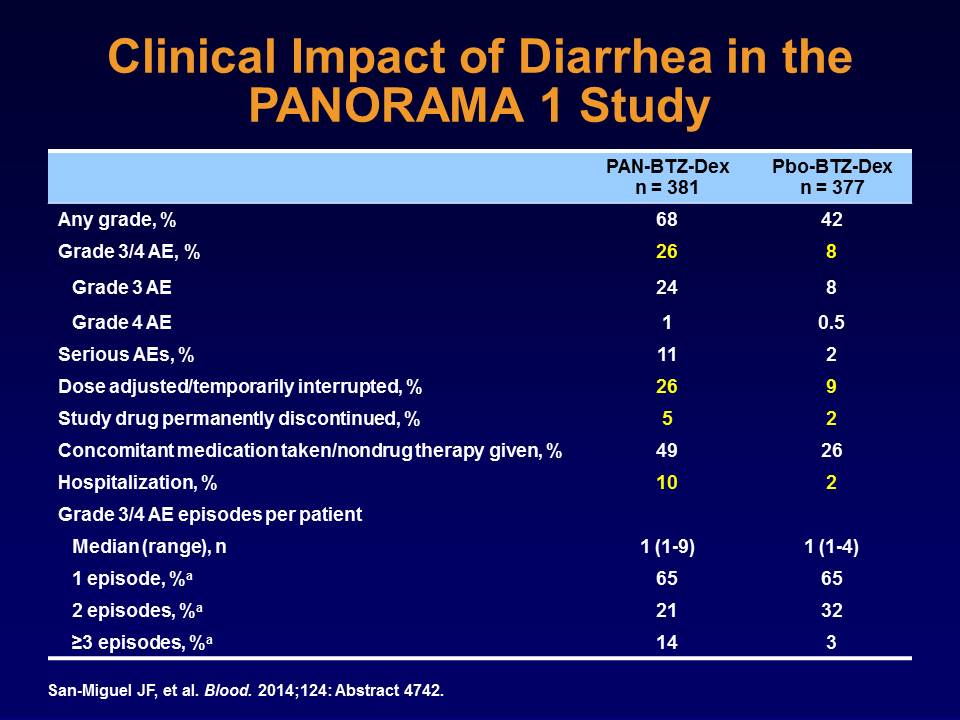 Clinical Impact of Diarrhea in the
PANORAMA 1 Study
PAN-BTZ-Dex Pbo-BTZ-Dex
n = 381 n = 377
Any grade, % 68 42
Grade 3/4 AE, % 26 8
Grade 3 AE 24 8
Grade 4 AE 1 0.5
Serious AEs, % 11 2
Dose adjusted/temporarily interrupted, % 26 9
Study drug permanently discontinued, % 5 2
Concomitant medication taken/nondrug therapy given, % 49 26
Hospitalization, % 10 2
Grade 3/4 AE episodes per patient
Median (range), n 1 (1-9) 1 (1-4)
1 episode, %ᵃ 65 65
2 episodes, %ᵃ 21 32
≥3 episodes, %ᵃ 14 3
San-Miguel JF, et al. Blood. 2014;124: Abstract 4742.